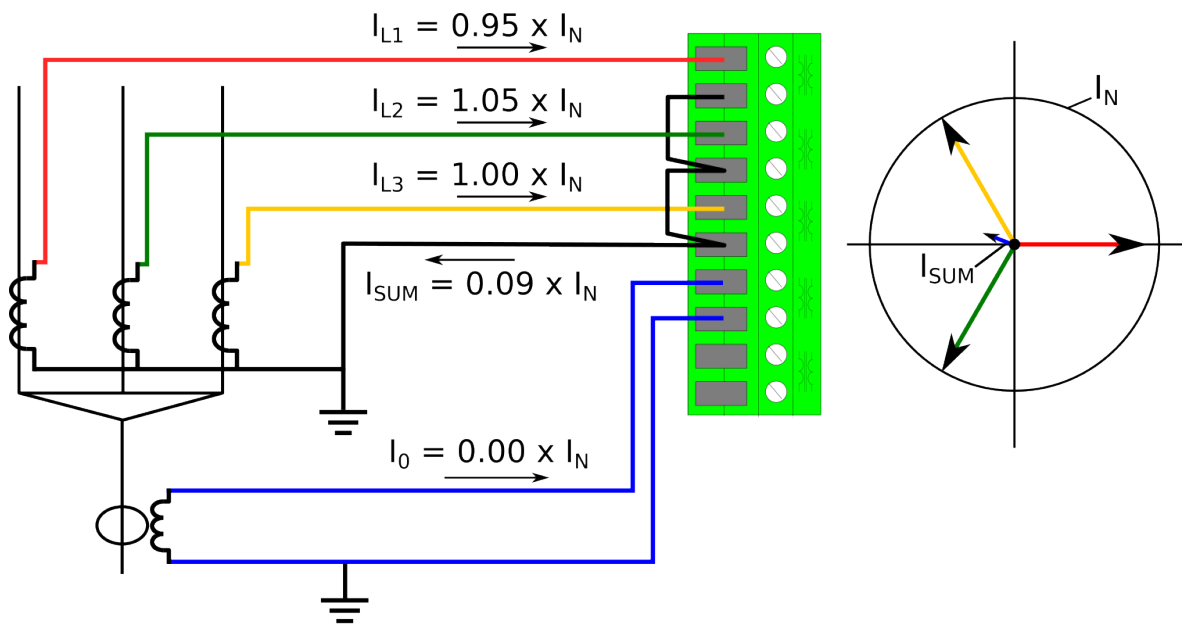 I_L1 = 0.95 x I_N
I_L2 = 1.05 x I_N
I_L3 = 1.00 x I_N
I_SUM = 0.09 x I_N
I_0 = 0.00 x I_N
I_N
I_SUM